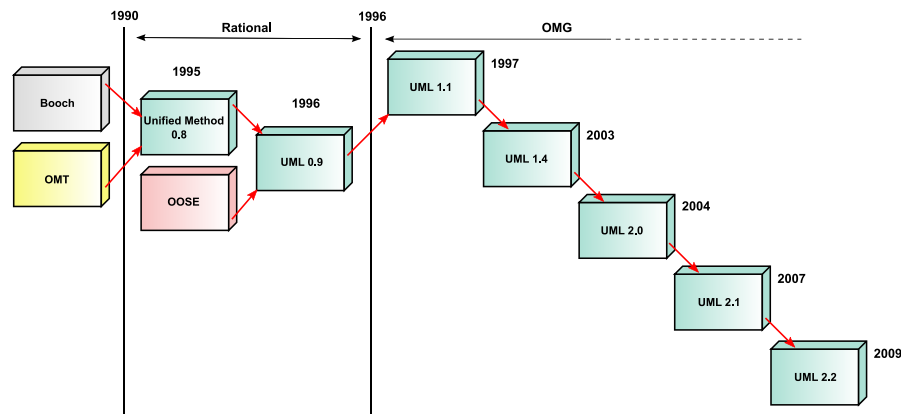 1990
Rational
1996
OMG
1995
1997
Booch
Unified Method
0.8
1996
UML 1.1
OMT
OOSE
UML 0.9
UML 1.4
2003
UML 2.0
2004
UML 2.1
2007
UML 2.2
2009